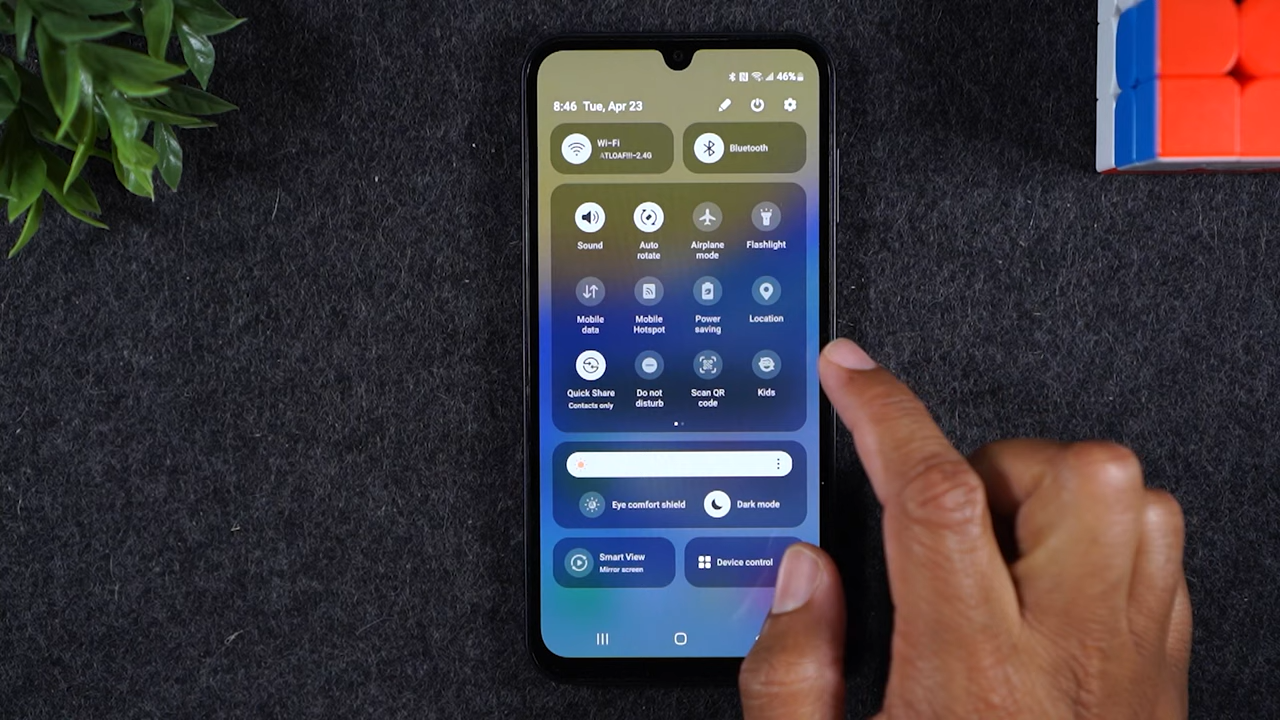 46%
8:46 Tue, Apr 23
Wi-Fi
ATLOAF!!!-2.4G
Bluetooth
Sound
Auto
rotate
Airplane
mode
Flashlight
Mobile
data
Mobile
Hotspot
Power
saving
Location
Quick Share
Contacts only
Do not
disturb
Scan QR
code
Kids
Eye comfort shield
Dark mode
Smart View
Mirror screen
Device control